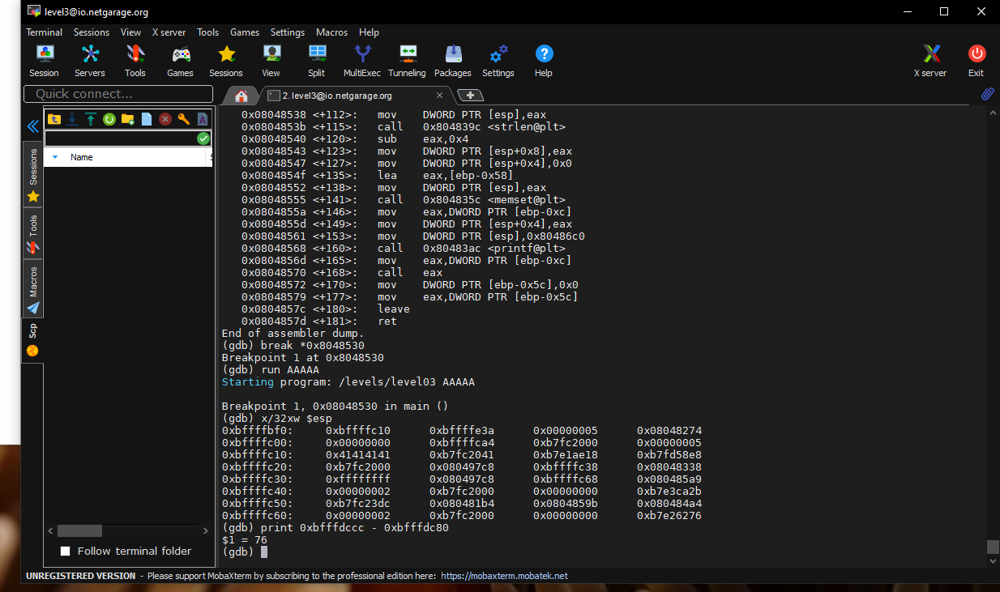 level3@io.netgarage.org
Terminal Sessions View X server Tools Games Settings Macros Help
Session Servers Tools Games Sessions View Split MultiExec Tunneling Packages Settings Help X server Exit
Quick connect...
2. level3@io.netgarage.org
Name
Sessions
Tools
Macros
Scp
0x08048538 <+112>: mov DWORD PTR [esp],eax
0x0804853b <+115>: call 0x804839c <strlen@plt>
0x08048540 <+120>: sub eax,0x4
0x08048543 <+123>: mov DWORD PTR [esp+0x8],eax
0x08048547 <+127>: mov DWORD PTR [esp+0x4],0x0
0x0804854f <+135>: lea eax,[ebp-0x58]
0x08048552 <+138>: mov DWORD PTR [esp],eax
0x08048555 <+141>: call 0x804835c <memset@plt>
0x0804855a <+146>: mov eax,DWORD PTR [ebp-0xc]
0x0804855d <+149>: mov DWORD PTR [esp+0x4],eax
0x08048561 <+153>: mov DWORD PTR [esp],0x80486c0
0x08048568 <+160>: call 0x80483ac <printf@plt>
0x0804856d <+165>: mov eax,DWORD PTR [ebp-0xc]
0x08048570 <+168>: call eax
0x08048572 <+170>: mov DWORD PTR [ebp-0x5c],0x0
0x08048579 <+177>: mov eax,DWORD PTR [ebp-0x5c]
0x0804857c <+180>: leave
0x0804857d <+181>: ret
End of assembler dump.
(gdb) break *0x8048530
Breakpoint 1 at 0x8048530
(gdb) run AAAAA
Starting program: /levels/level03 AAAAA
Breakpoint 1, 0x08048530 in main ()
(gdb) x/32xw $esp
0xbffffbf0: 0xbffffc10 0xbffffe3a 0x00000005 0x08048274
0xbffffc00: 0x00000000 0xbffffca4 0xb7fc2000 0x00000005
0xbffffc10: 0x41414141 0xb7fc2041 0xb7e1ae18 0xb7fd58e8
0xbffffc20: 0xb7fc2000 0x080497c8 0xbffffc38 0x08048338
0xbffffc30: 0xffffffff 0x080497c8 0xbffffc68 0x080485a9
0xbffffc40: 0x00000002 0xb7fc2000 0x00000000 0xb7e3ca2b
0xbffffc50: 0xb7fc23dc 0x080481b4 0x0804859b 0x080484a4
0xbffffc60: 0x00000002 0xb7fc2000 0x00000000 0xb7e26276
(gdb) print 0xbfffdccc - 0xbfffdc80
$1 = 76
(gdb)
Follow terminal folder
UNREGISTERED VERSION - Please support MobaXterm by subscribing to the professional edition here: https://mobaxterm.mobatek.net